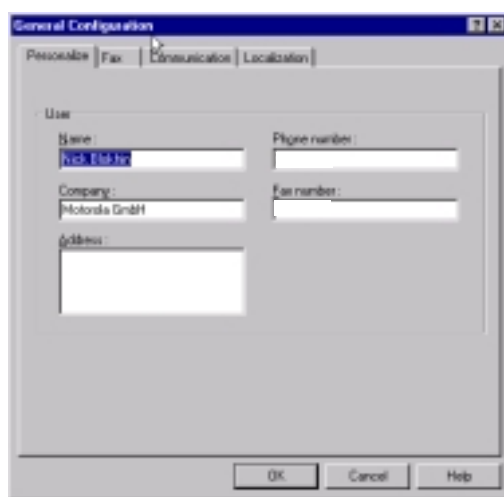 General Configuration
Personalize Fax Communication Localization
User
Name : Phone number :
Nick
Company : Fax number :
Motorola GmbH
Address :
OK Cancel Help